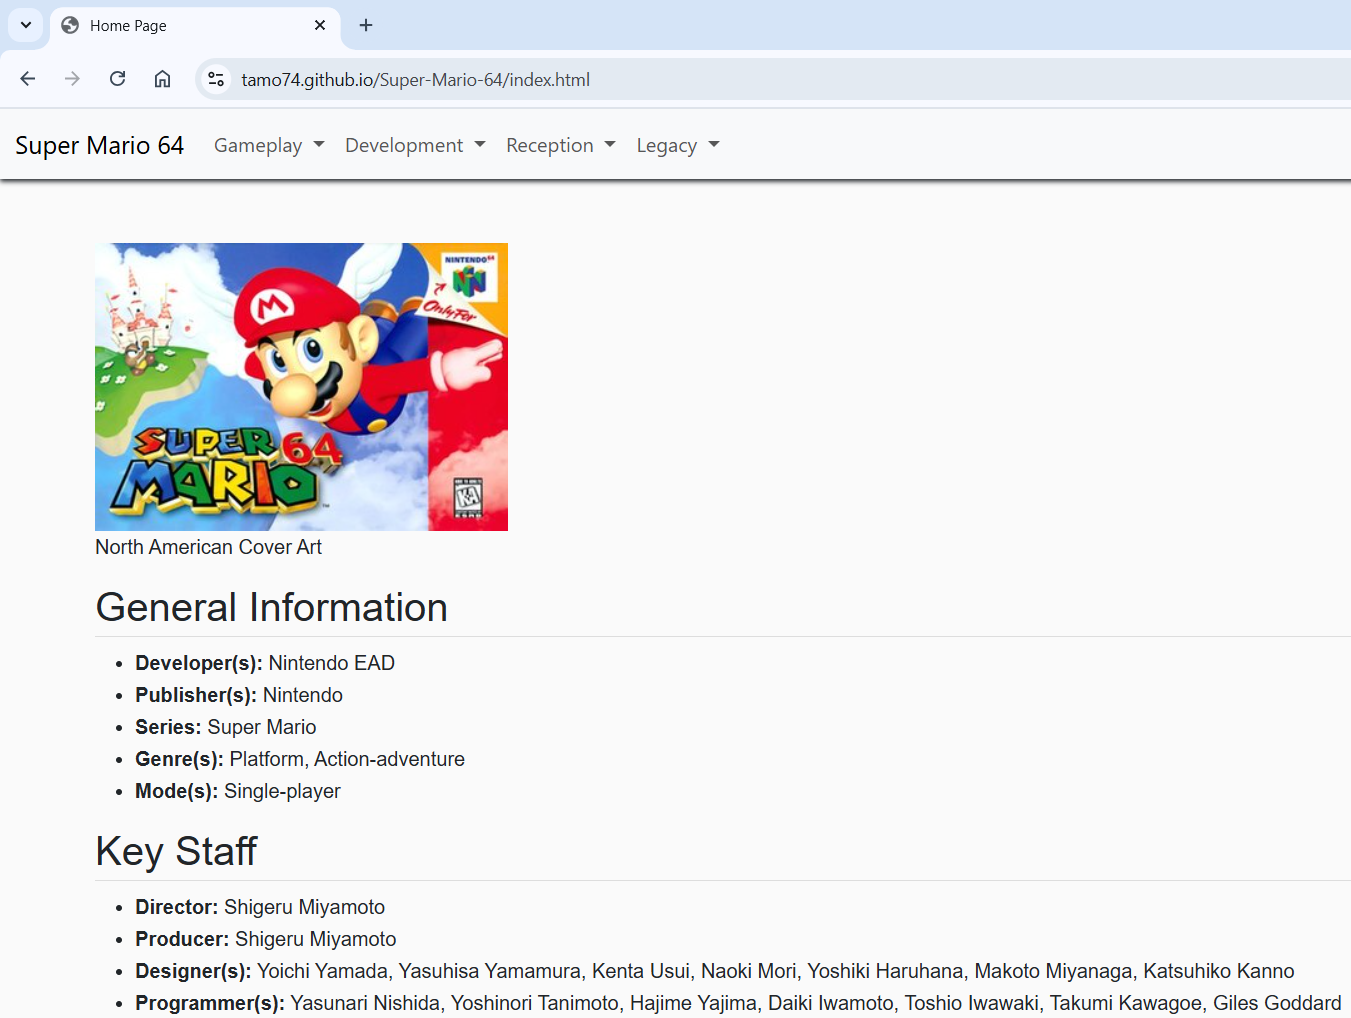 Home Page
tamo74.github.io/Super-Mario-64/index.html
Super Mario 64 Gameplay Development Reception Legacy
NINTENDO 64
Only For
M
SUPER
MARIO 64
TM
KA
North American Cover Art
General Information
Developer(s): Nintendo EAD
Publisher(s): Nintendo
Series: Super Mario
Genre(s): Platform, Action-adventure
Mode(s): Single-player
Key Staff
Director: Shigeru Miyamoto
Producer: Shigeru Miyamoto
Designer(s): Yoichi Yamada, Yasuhisa Yamamura, Kenta Usui, Naoki Mori, Yoshiki Haruhana, Makoto Miyanaga, Katsuhiko Kanno
Programmer(s): Yasunari Nishida, Yoshinori Tanimoto, Hajime Yajima, Daiki Iwamoto, Toshio Iwawaki, Takumi Kawagoe, Giles Goddard